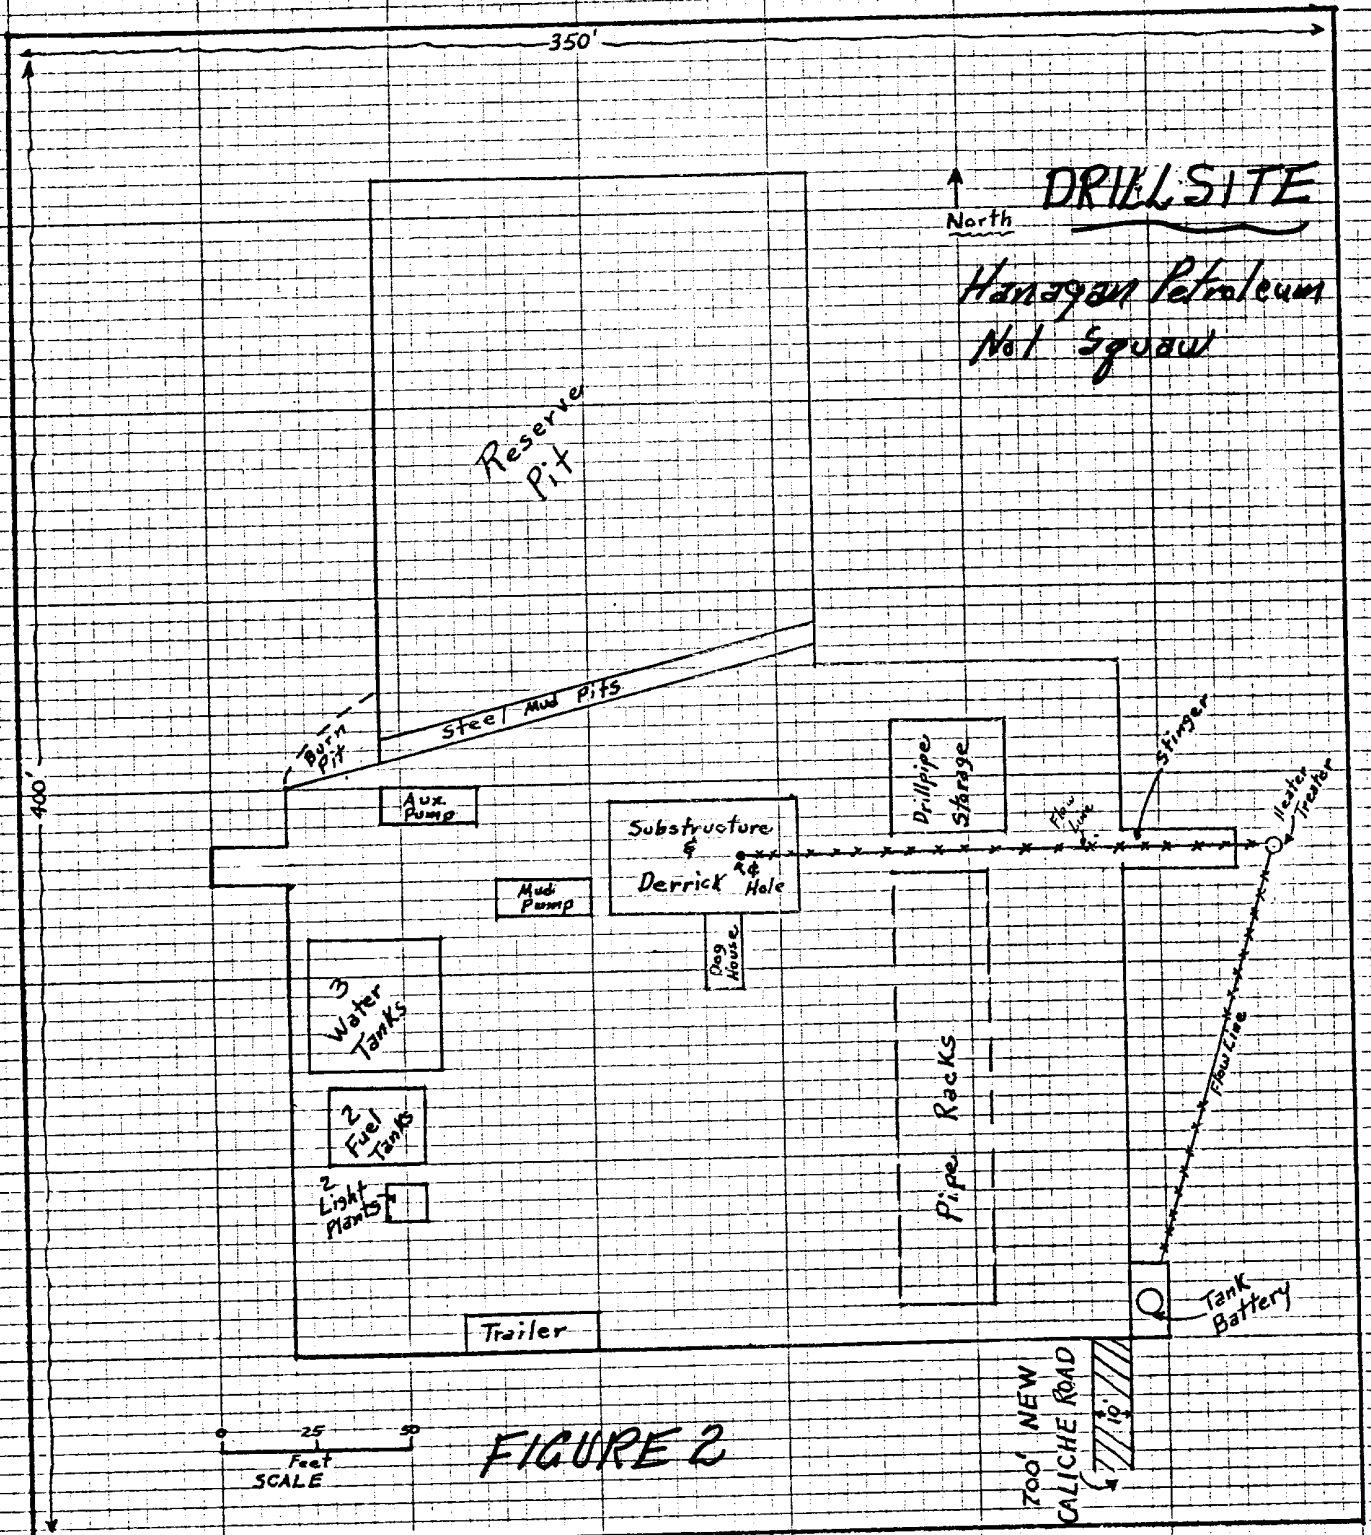 350'
DRILLSITE
North
Hanagan Petroleum
No1 Squaw
Reserve
Pit
400'
Steel Mud Pits
Burn
Pit
Stinger
Drillpipe
Storage
Flow
Line
Heater
Treater
Aux.
Pump
Substructure
&
Derrick
¢
Hole
Mud
Pump
Dog
House
3
Water
Tanks
2
Fuel
Tanks
2
Light
Plants
Pipe Racks
Flow Line
Tank
Battery
Trailer
700' NEW
CALICHE ROAD
10'
0 25 50
Feet
SCALE
FIGURE 2